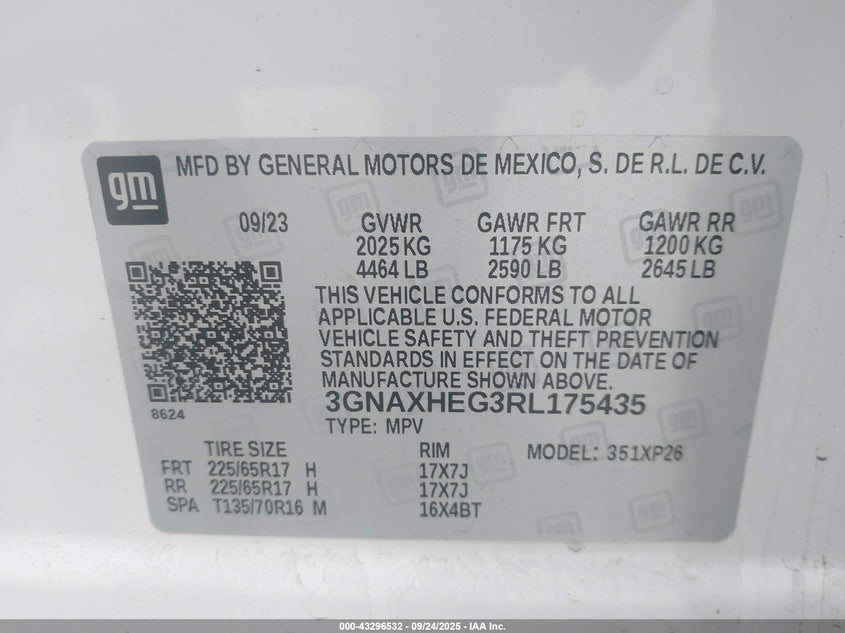 gm
MFD BY GENERAL MOTORS DE MEXICO, S. DE R.L. DE C.V.
09/23 GVWR GAWR FRT GAWR RR
2025 KG 1175 KG 1200 KG
4464 LB 2590 LB 2645 LB
THIS VEHICLE CONFORMS TO ALL
APPLICABLE U.S. FEDERAL MOTOR
VEHICLE SAFETY AND THEFT PREVENTION
STANDARDS IN EFFECT ON THE DATE OF
MANUFACTURE SHOWN ABOVE.
3GNAXHEG3RL175435
8624
TYPE: MPV
TIRE SIZE RIM MODEL: 351XP26
FRT 225/65R17 H 17X7J
RR 225/65R17 H 17X7J
SPA T135/70R16 M 16X4BT
000-43296532 - 09/24/2025 - IAA Inc.